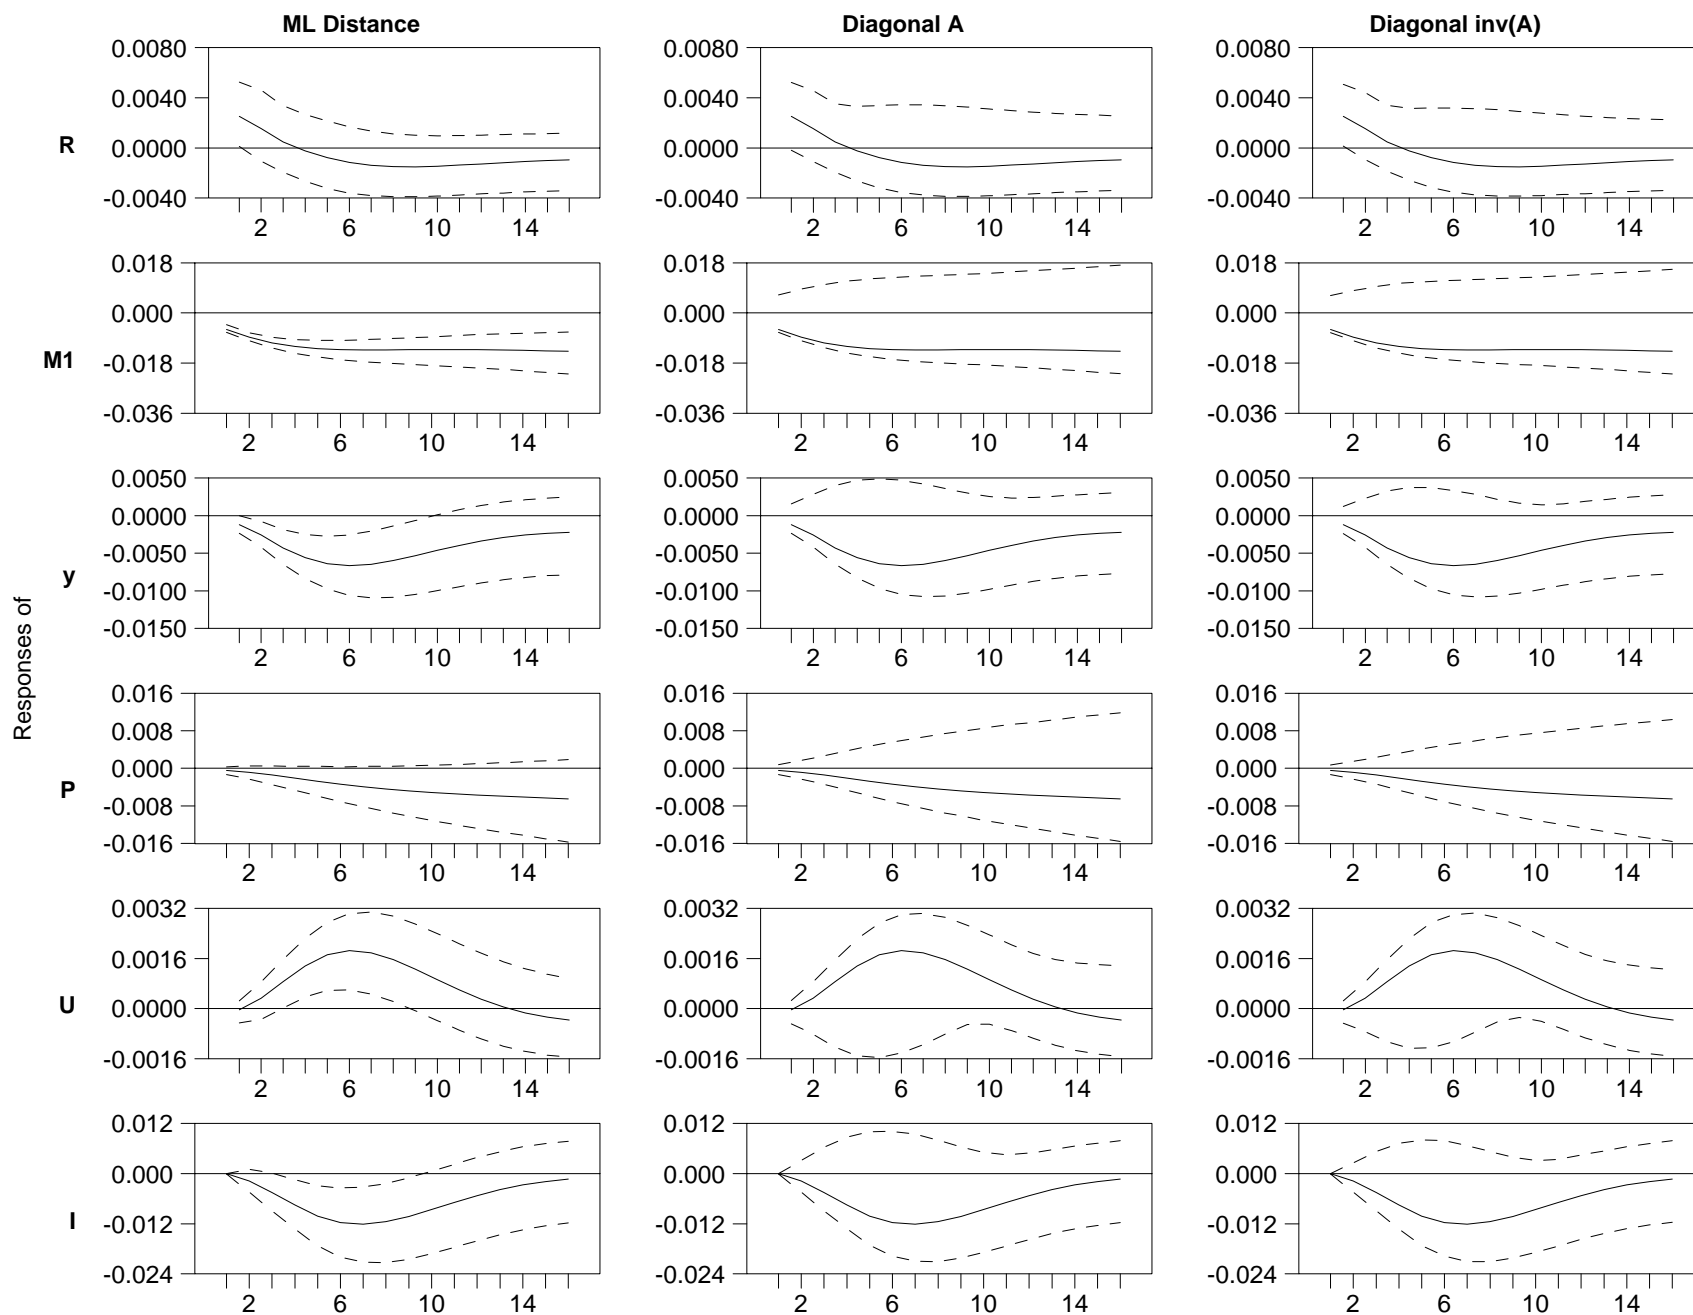 ML Distance Diagonal A Diagonal inv(A)
Responses of
R
0.0080 0.0080 0.0080
0.0040 0.0040 0.0040
0.0000 0.0000 0.0000
-0.0040 -0.0040 -0.0040
2 6 10 14 2 6 10 14 2 6 10 14
M1
0.018 0.018 0.018
0.000 0.000 0.000
-0.018 -0.018 -0.018
-0.036 -0.036 -0.036
2 6 10 14 2 6 10 14 2 6 10 14
y
0.0050 0.0050 0.0050
0.0000 0.0000 0.0000
-0.0050 -0.0050 -0.0050
-0.0100 -0.0100 -0.0100
-0.0150 -0.0150 -0.0150
2 6 10 14 2 6 10 14 2 6 10 14
P
0.016 0.016 0.016
0.008 0.008 0.008
0.000 0.000 0.000
-0.008 -0.008 -0.008
-0.016 -0.016 -0.016
2 6 10 14 2 6 10 14 2 6 10 14
U
0.0032 0.0032 0.0032
0.0016 0.0016 0.0016
0.0000 0.0000 0.0000
-0.0016 -0.0016 -0.0016
2 6 10 14 2 6 10 14 2 6 10 14
I
0.012 0.012 0.012
0.000 0.000 0.000
-0.012 -0.012 -0.012
-0.024 -0.024 -0.024
2 6 10 14 2 6 10 14 2 6 10 14